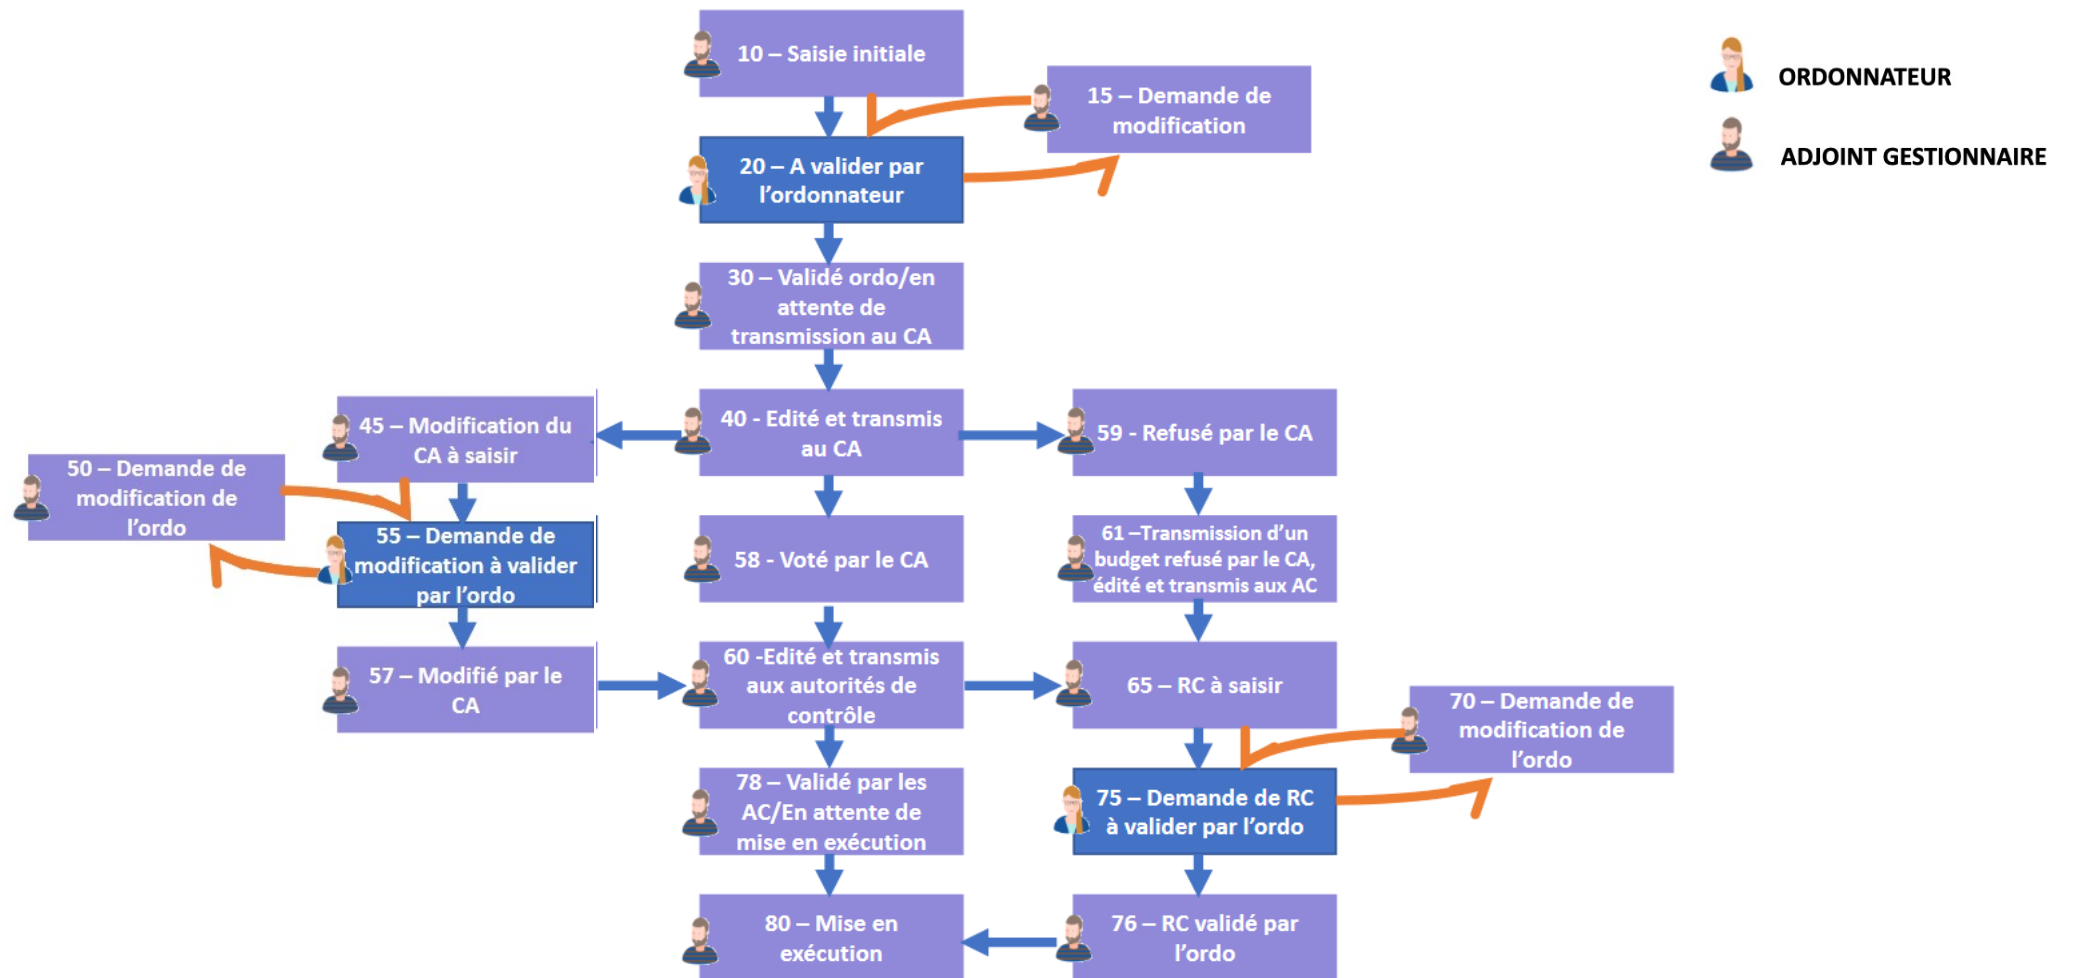 10 – Saisie initiale
15 – Demande de
modification
ORDONNATEUR
ADJOINT GESTIONNAIRE
20 – A valider par
l’ordonnateur
30 – Validé ordo/en
attente de
transmission au CA
45 – Modification du
CA à saisir
40 - Edité et transmis
au CA
59 - Refusé par le CA
50 – Demande de
modification de
l’ordo
55 – Demande de
modification à valider
par l’ordo
58 - Voté par le CA
61 –Transmission d’un
budget refusé par le CA,
édité et transmis aux AC
57 – Modifié par le
CA
60 -Edité et transmis
aux autorités de
contrôle
65 – RC à saisir
70 – Demande de
modification de
l’ordo
78 – Validé par les
AC/En attente de
mise en exécution
75 – Demande de RC
à valider par l’ordo
80 – Mise en
exécution
76 – RC validé par
l’ordo